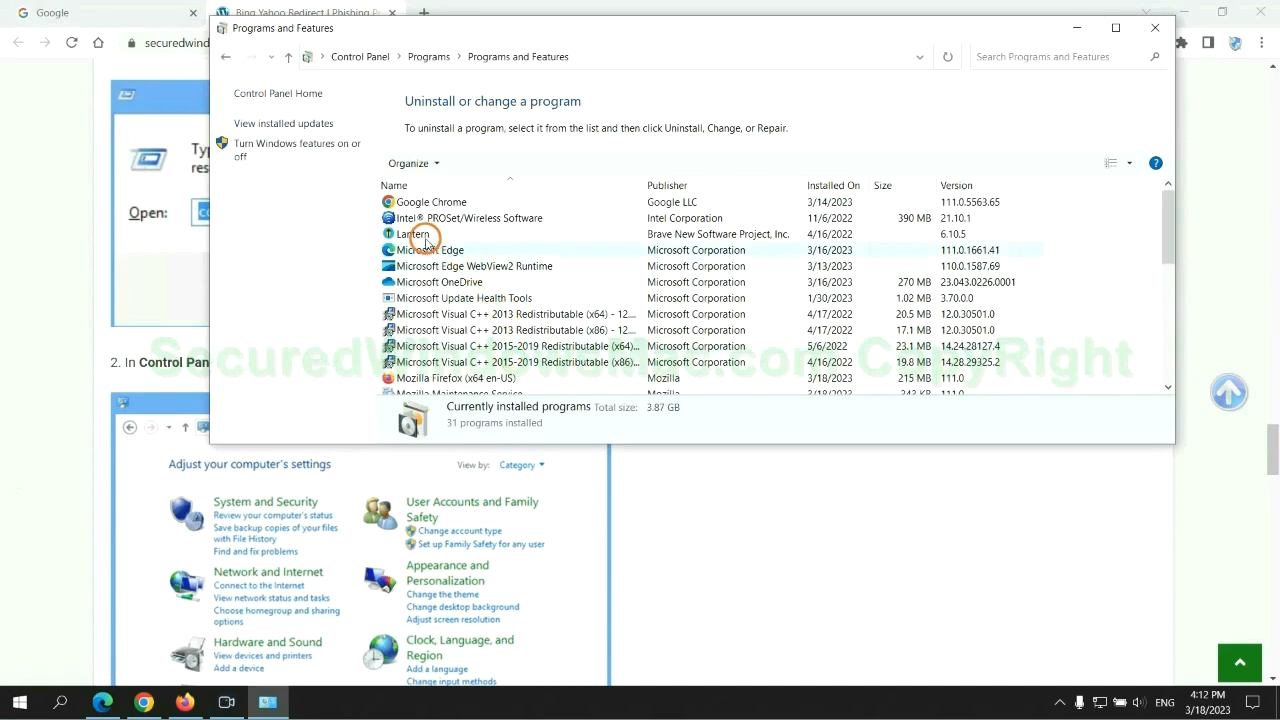 Google
Bing Yahoo Redirect | Phishing P
securedwind
Programs and Features
Control Panel
Programs
Programs and Features
Search Programs and Features
Control Panel Home
View installed updates
Turn Windows features on or
off
Uninstall or change a program
To uninstall a program, select it from the list and then click Uninstall, Change, or Repair.
Organize
Name Publisher Installed On Size Version
Google Chrome Google LLC 3/14/2023 111.0.5563.65
Intel® PROSet/Wireless Software Intel Corporation 11/6/2022 390 MB 21.10.1
Lantern Brave New Software Project, Inc. 4/16/2022 6.10.5
Microsoft Edge Microsoft Corporation 3/16/2023 111.0.1661.41
Microsoft Edge WebView2 Runtime Microsoft Corporation 3/13/2023 110.0.1587.69
Microsoft OneDrive Microsoft Corporation 3/16/2023 270 MB 23.043.0226.0001
Microsoft Update Health Tools Microsoft Corporation 1/30/2023 1.02 MB 3.70.0.0
Microsoft Visual C++ 2013 Redistributable (x64) - 12.... Microsoft Corporation 4/17/2022 20.5 MB 12.0.30501.0
Microsoft Visual C++ 2013 Redistributable (x86) - 12.... Microsoft Corporation 4/17/2022 17.1 MB 12.0.30501.0
Microsoft Visual C++ 2015-2019 Redistributable (x64)... Microsoft Corporation 5/6/2022 23.1 MB 14.24.28127.4
Microsoft Visual C++ 2015-2019 Redistributable (x86)... Microsoft Corporation 4/16/2022 19.8 MB 14.28.29325.2
Mozilla Firefox (x64 en-US) Mozilla 3/18/2023 215 MB 111.0
Mozilla Maintenance Service Mozilla 3/18/2023 343 KB 111.0
Currently installed programs Total size: 3.87 GB
31 programs installed
Typ
res
Open:
co
2. In Control Pan
Adjust your computer's settings
View by: Category
System and Security
Review your computer's status
Save backup copies of your files
with File History
Find and fix problems
Network and Internet
Connect to the Internet
View network status and tasks
Choose homegroup and sharing
options
Hardware and Sound
View devices and printers
Add a device
User Accounts and Family
Safety
Change account type
Set up Family Safety for any user
Appearance and
Personalization
Change the theme
Change desktop background
Adjust screen resolution
Clock, Language, and
Region
Add a language
Change input methods
ENG
4:12 PM
3/18/2023